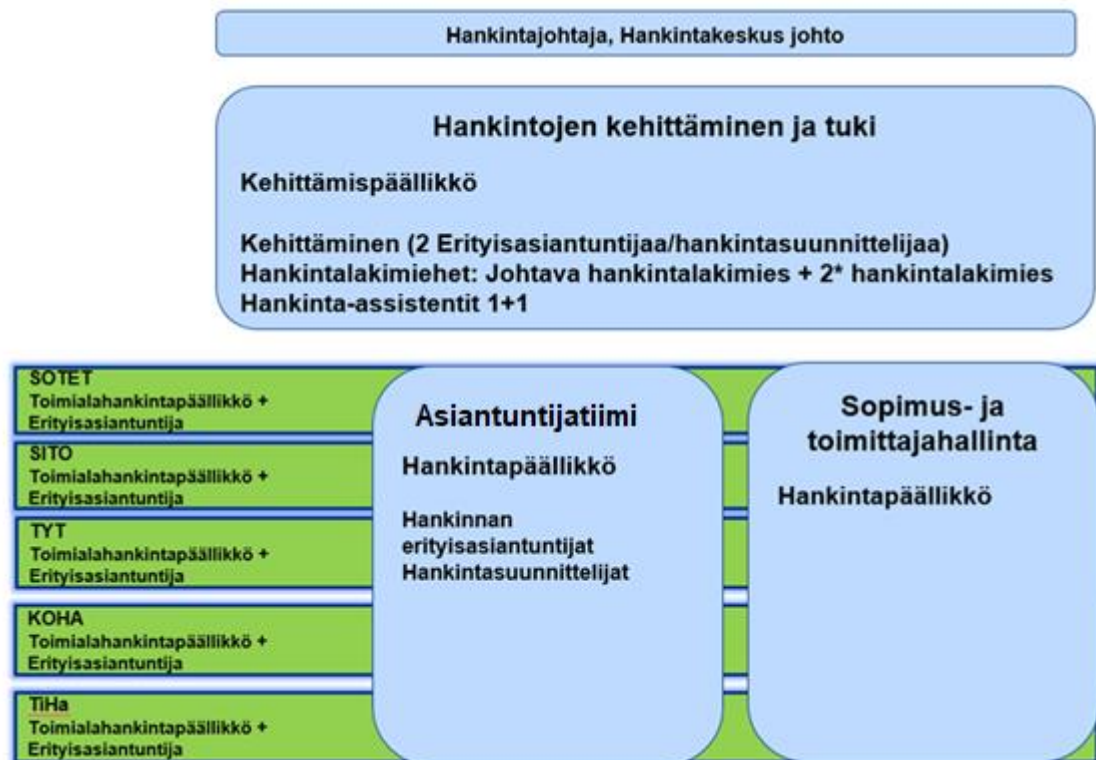 Hankintajohtaja, Hankintakeskus johto
Hankintojen kehittäminen ja tuki
Kehittämispäällikkö
Kehittäminen (2 Erityisasiantuntijaa/hankintasuunnittelijaa)
Hankintalakimiehet: Johtava hankintalakimies + 2* hankintalakimies
Hankinta-assistentit 1+1
SOTET
Toimialahankintapäällikkö +
Erityisasiantuntija
SITO
Toimialahankintapäällikkö +
Erityisasiantuntija
TYT
Toimialahankintapäällikkö +
Erityisasiantuntija
KOHA
Toimialahankintapäällikkö +
Erityisasiantuntija
TiHa
Toimialahankintapäällikkö +
Erityisasiantuntija
Asiantuntijatiimi
Hankintapäällikkö
Hankinnan
erityisasiantuntijat
Hankintasuunnittelijat
Sopimus- ja
toimittajahallinta
Hankintapäällikkö